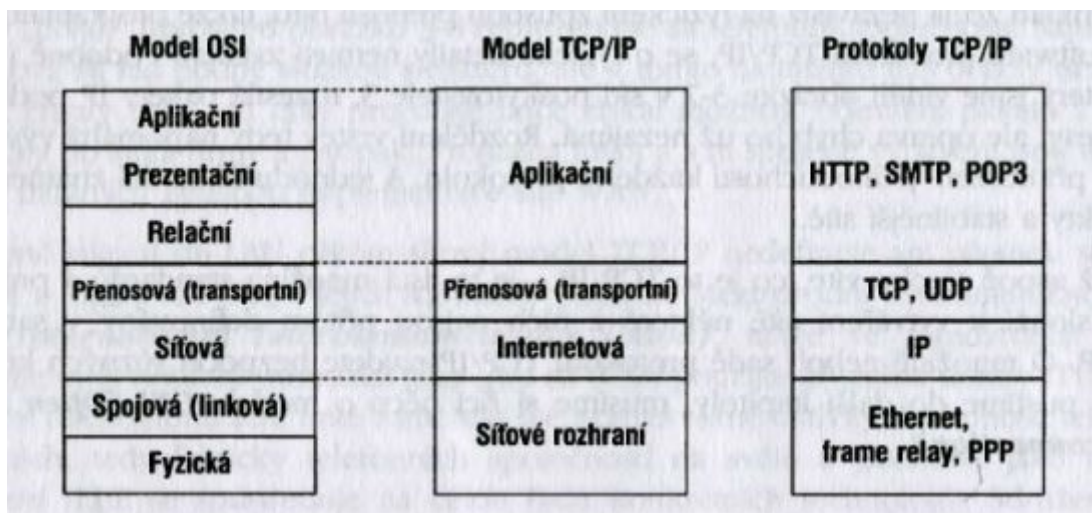 Model OSI
Model TCP/IP
Protokoly TCP/IP
Aplikační
Prezentační
Relační
Přenosová (transportní)
Síťová
Spojová (linková)
Fyzická
Aplikační
Přenosová (transportní)
Internetová
Síťové rozhraní
HTTP, SMTP, POP3
TCP, UDP
IP
Ethernet,
frame relay, PPP